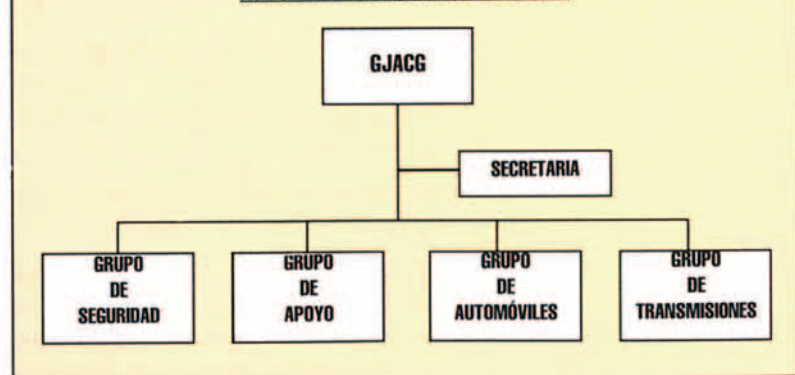 GJACG
SECRETARIA
GRUPO
DE
SEGURIDAD
GRUPO
DE
APOYO
GRUPO
DE
AUTOMÓVILES
GRUPO
DE
TRANSMISIONES